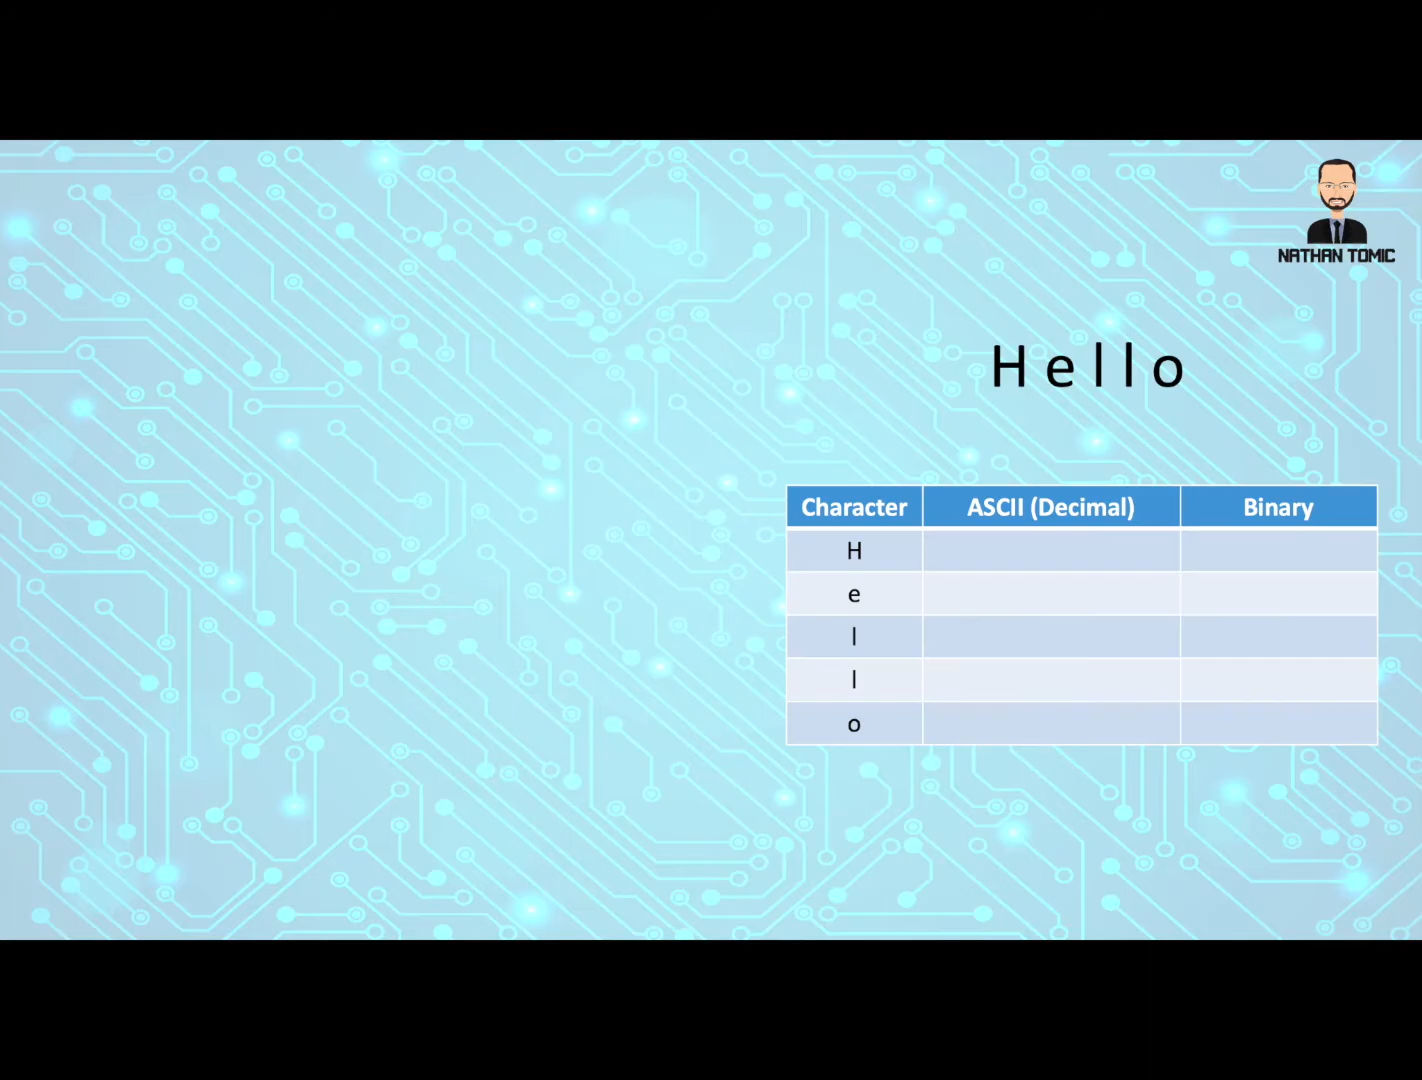 NATHAN TOMIC
H e l l o
Character ASCII (Decimal) Binary
H
e
l
l
o